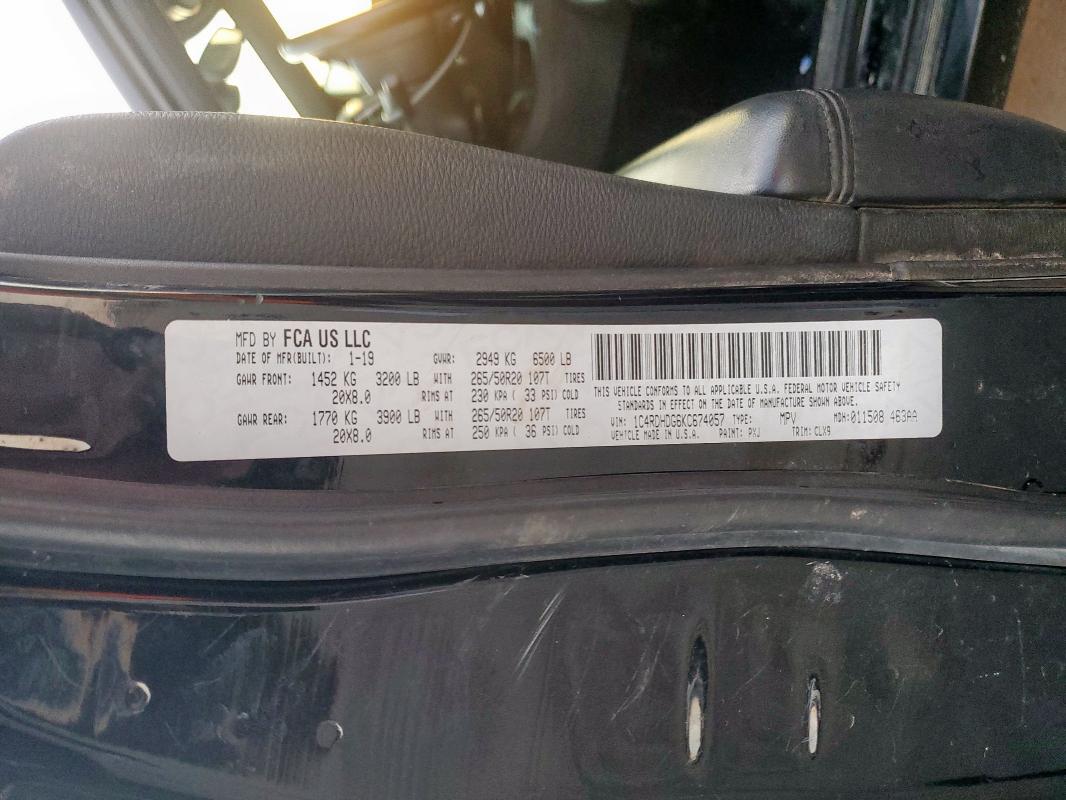 MFD BY FCA US LLC
DATE OF MFR(BUILT): 1-19 GVWR: 2949 KG 6500 LB
GAWR FRONT: 1452 KG 3200 LB WITH 265/50R20 107T TIRES
20X8.0 RIMS AT 230 KPA ( 33 PSI) COLD
GAWR REAR: 1770 KG 3900 LB WITH 265/50R20 107T TIRES
20X8.0 RIMS AT 250 KPA ( 36 PSI) COLD
THIS VEHICLE CONFORMS TO ALL APPLICABLE U.S.A. FEDERAL MOTOR VEHICLE SAFETY
STANDARDS IN EFFECT ON THE DATE OF MANUFACTURE SHOWN ABOVE.
VIN: 1C4RDHDG6KC674057 TYPE: MPV MDH:011508 463AA
VEHICLE MADE IN U.S.A. PAINT: PXJ TRIM: CLX9